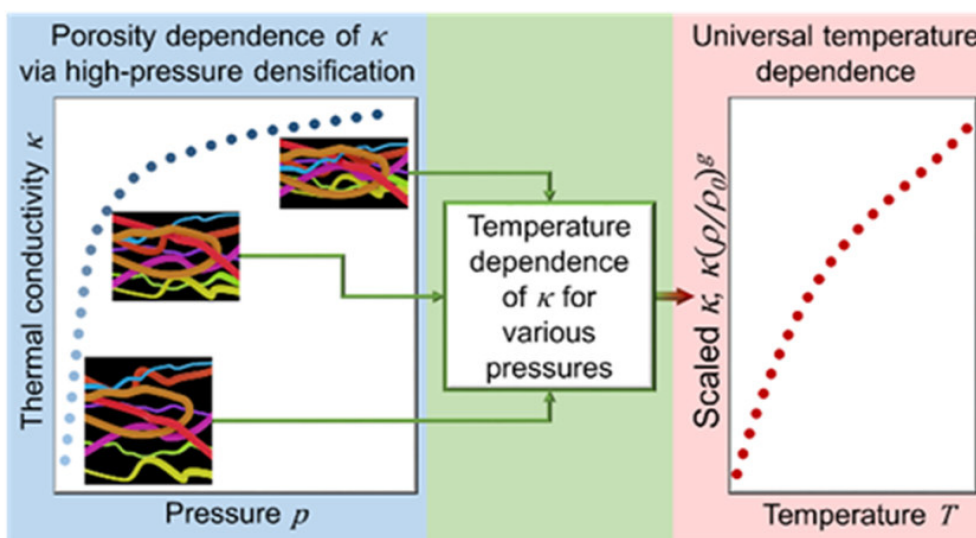 Porosity dependence of κ
via high-pressure densification
Thermal conductivity κ
Pressure p
Temperature
dependence
of κ for
various
pressures
Universal temperature
dependence
Scaled κ, κ(ρ/ρ₀)ᵍ
Temperature T